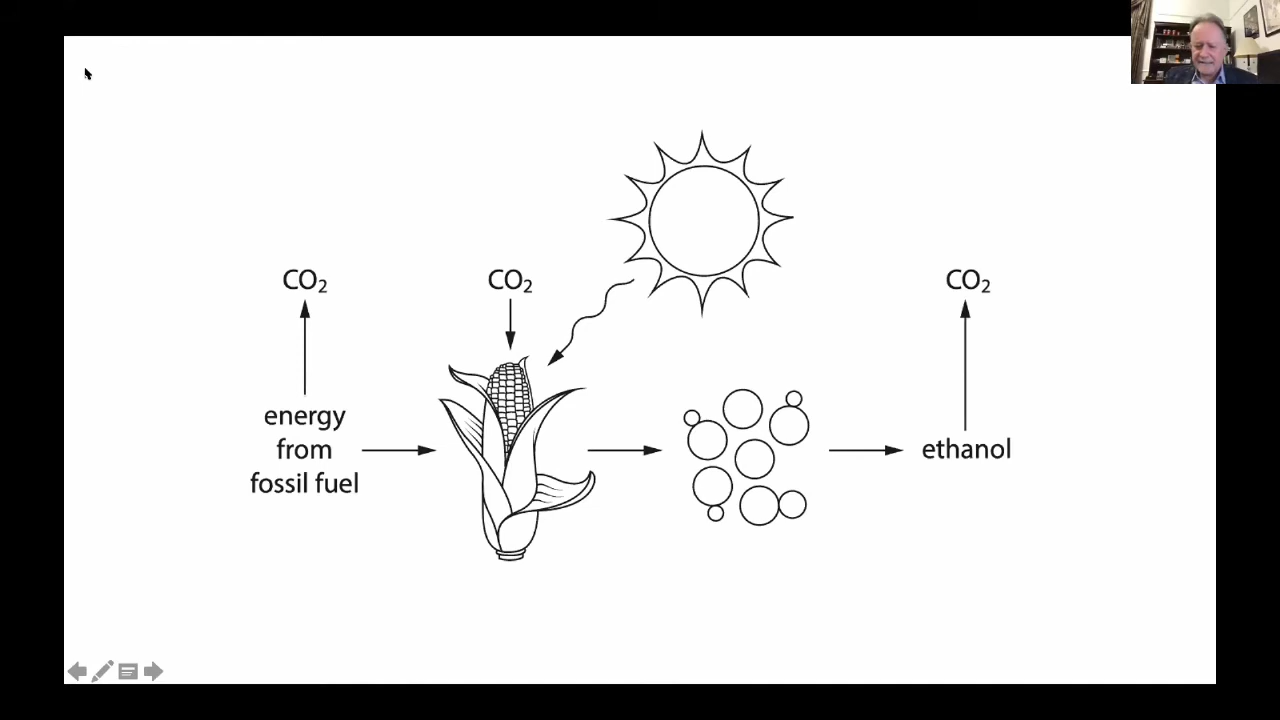 CO₂
CO₂
CO₂
energy
from
fossil fuel
ethanol